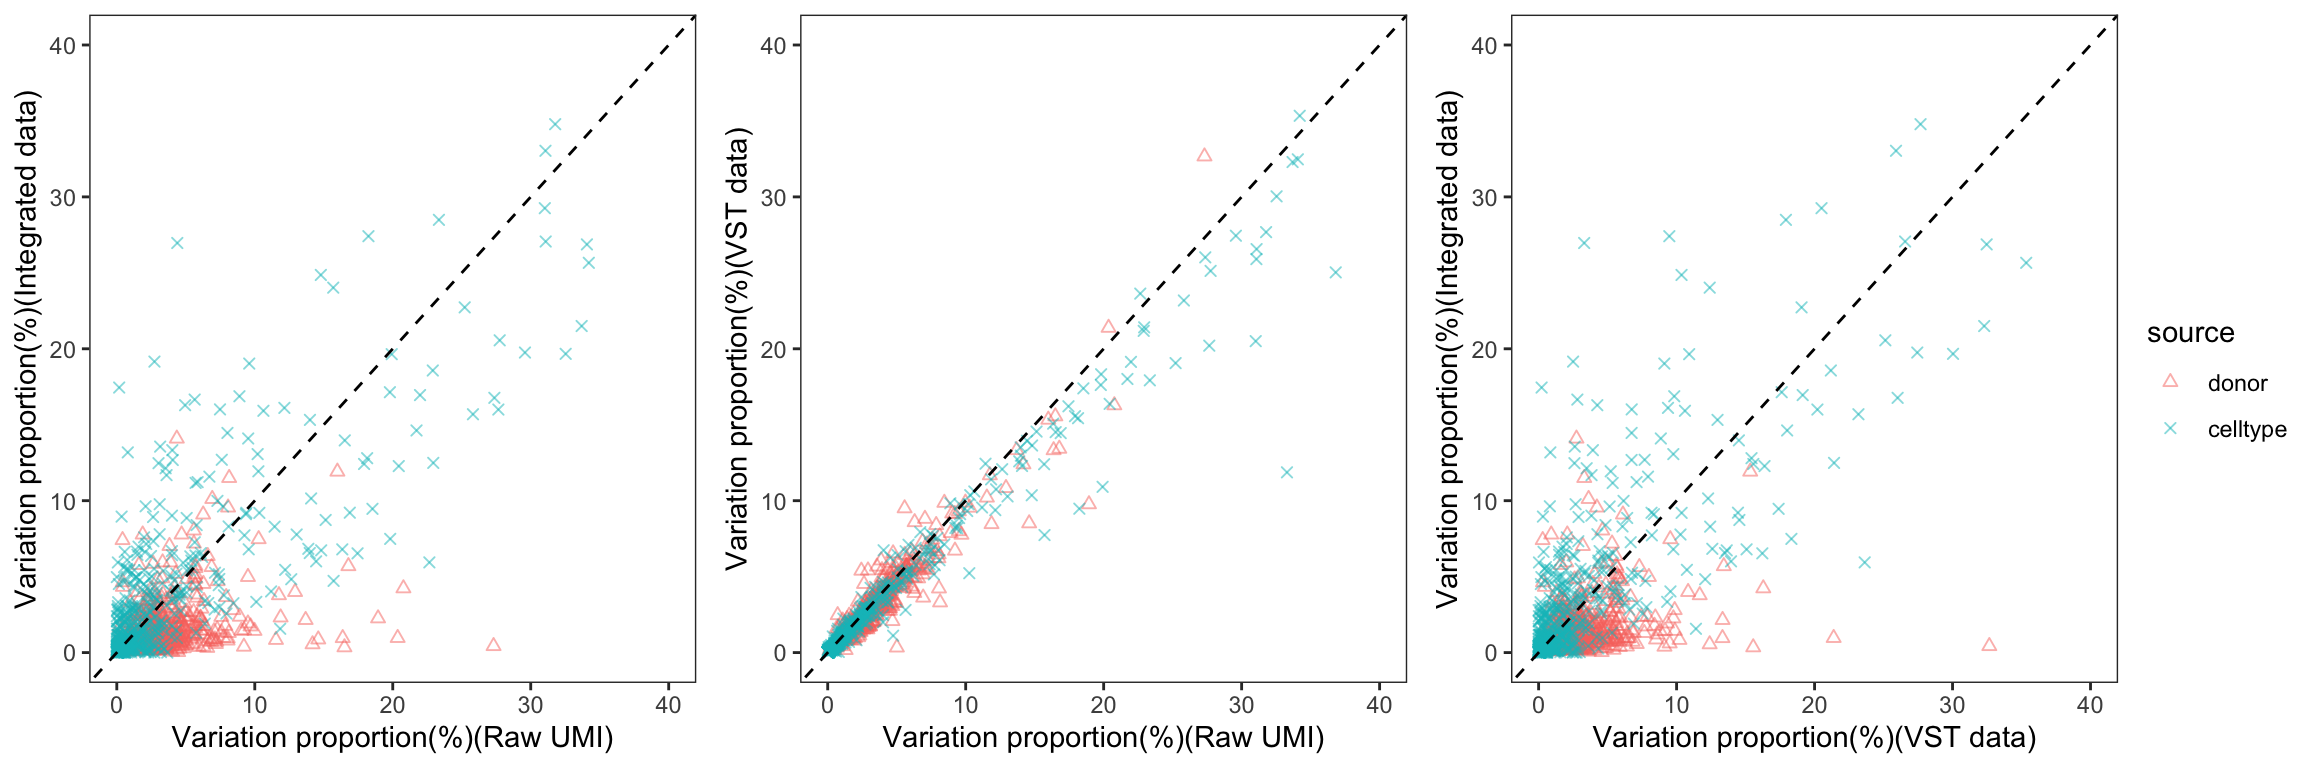 Variation proportion(%)(Integrated data)
40
30
20
10
0
0 10 20 30 40
Variation proportion(%)(Raw UMI)
Variation proportion(%)(VST data)
40
30
20
10
0
0 10 20 30 40
Variation proportion(%)(Raw UMI)
Variation proportion(%)(Integrated data)
40
30
20
10
0
0 10 20 30 40
Variation proportion(%)(VST data)
source
donor
celltype